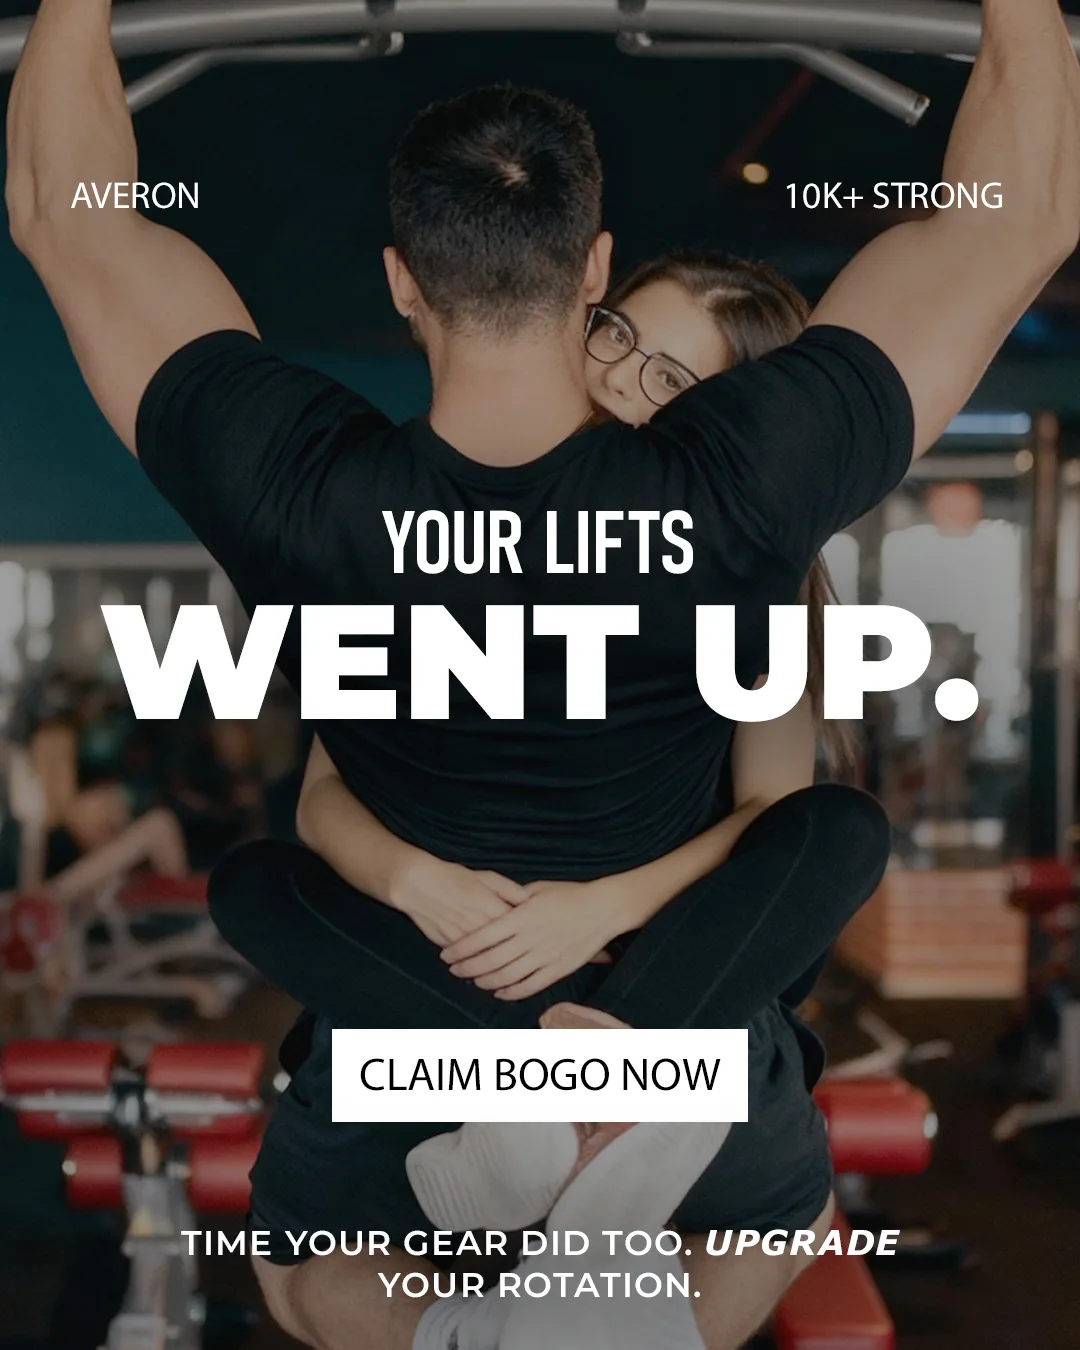 AVERON
10K+ STRONG
YOUR LIFTS
WENT UP.
CLAIM BOGO NOW
TIME YOUR GEAR DID TOO. UPGRADE
YOUR ROTATION.